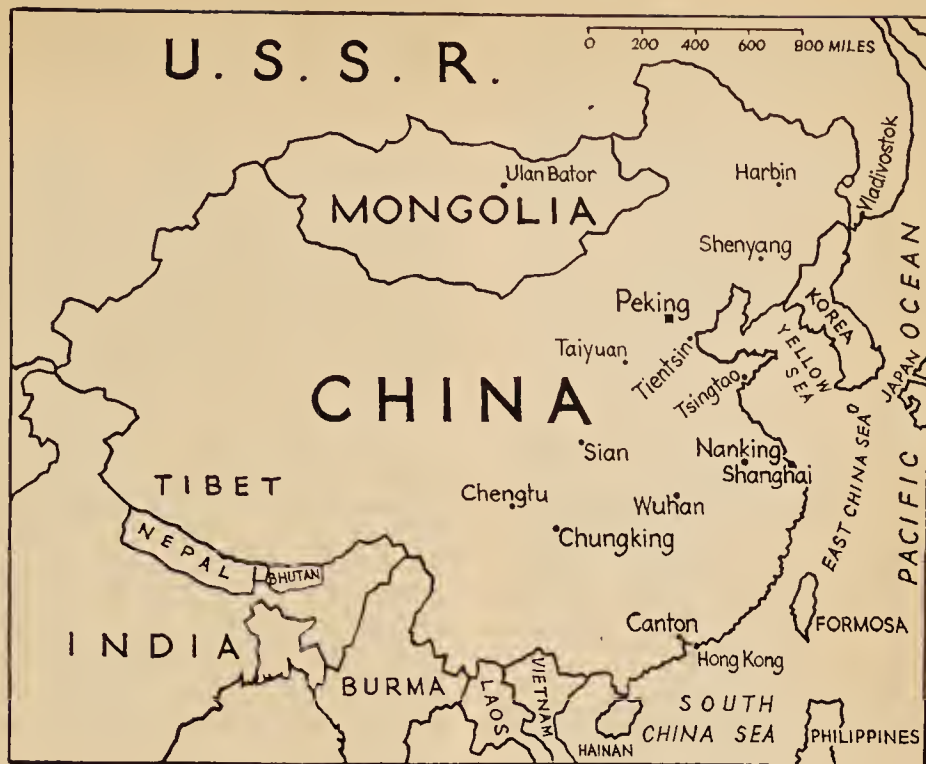 0 200 400 600 800 MILES
U. S. S. R.
Vladivostok
Ulan Bator
Harbin
MONGOLIA
Shenyang
PACIFIC OCEAN
Peking
KOREA
Taiyuan
Tientsin
YELLOW
SEA
JAPAN
Tsingtao
CHINA
Sian
Nanking
Shanghai
EAST CHINA SEA
TIBET
Chengtu
Wuhan
Chungking
NEPAL
BHUTAN
FORMOSA
Canton
Hong Kong
INDIA
BURMA
LAOS
VIETNAM
HAINAN
SOUTH
CHINA SEA
PHILIPPINES